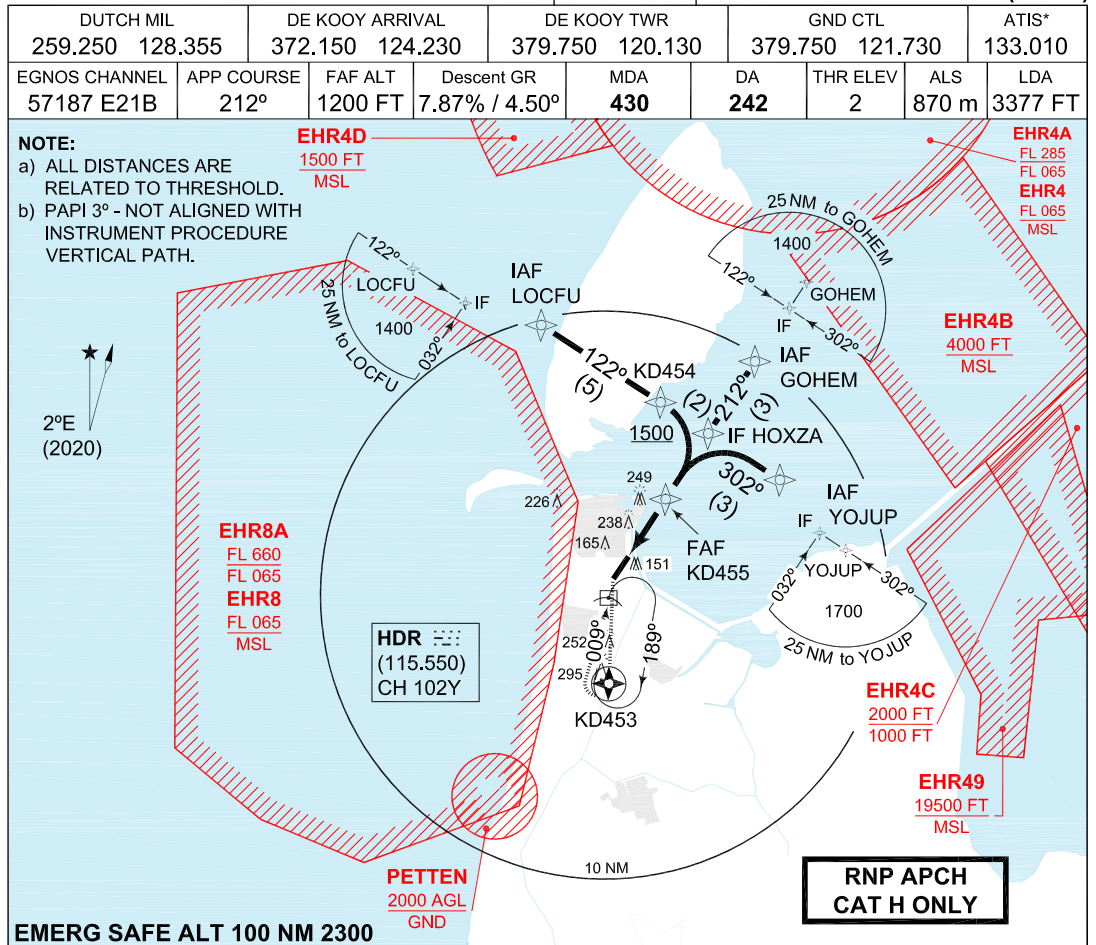 DUTCH MIL
259.250 128.355
DE KOOY ARRIVAL
372.150 124.230
DE KOOY TWR
379.750 120.130
GND CTL
379.750 121.730
ATIS*
133.010
EGNOS CHANNEL
57187 E21B
APP COURSE
212º
FAF ALT
1200 FT
Descent GR
7.87% / 4.50º
MDA
430
DA
242
THR ELEV
2
ALS
870 m
LDA
3377 FT
NOTE:
a) ALL DISTANCES ARE
RELATED TO THRESHOLD.
b) PAPI 3º - NOT ALIGNED WITH
INSTRUMENT PROCEDURE
VERTICAL PATH.
EHR4D
1500 FT
MSL
EHR4A
FL 285
FL 065
EHR4
FL 065
MSL
25 NM to GOHEM
1400
122º
GOHEM
IF
302º
122º
LOCFU
IF
1400
032º
25 NM to LOCFU
IAF
LOCFU
122º
(5)
KD454
1500
(2)
212º
(3)
IAF
GOHEM
IF HOXZA
302º
(3)
EHR4B
4000 FT
MSL
2ºE
(2020)
226
249
238
165
151
FAF
KD455
IAF
YOJUP
IF
YOJUP
032º
302º
1700
25 NM to YOJUP
EHR8A
FL 660
FL 065
EHR8
FL 065
MSL
HDR
(115.550)
CH 102Y
009º
189º
252
295
KD453
EHR4C
2000 FT
1000 FT
EHR49
19500 FT
MSL
10 NM
PETTEN
2000 AGL
GND
RNP APCH
CAT H ONLY
EMERG SAFE ALT 100 NM 2300